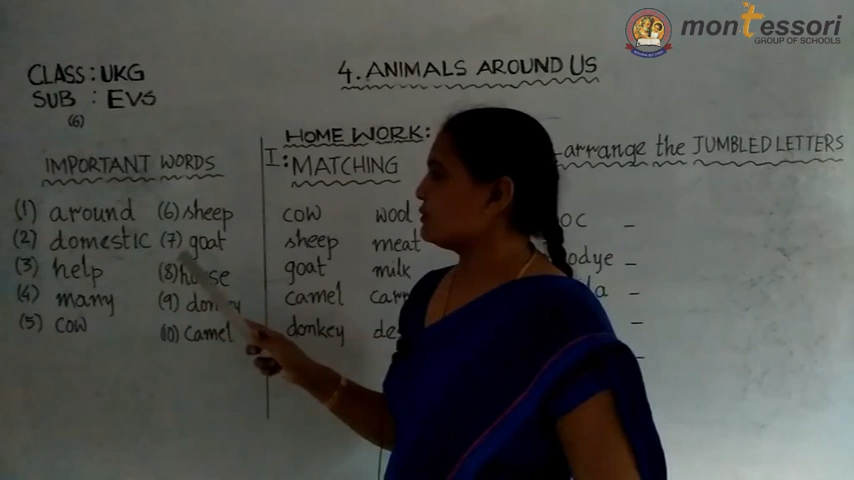 montessori
GROUP OF SCHOOLS
CLASS: UKG
SUB : EVS
(6)
4. ANIMALS AROUND US
IMPORTANT WORDS
(1) around (6) sheep
(2) domestic (7) goat
(3) help (8)
(4) many (9)
(5) cow (10) camel
HOME WORK:
I: MATCHING
cow wool
sheep meat
goat milk
camel
donkey
arrange the JUMBLED LETTERS